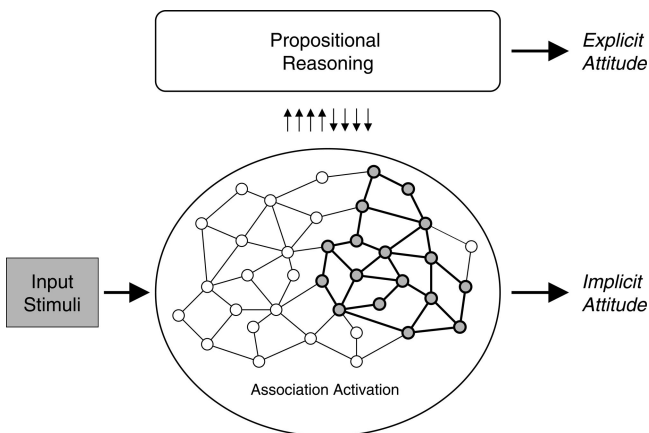 Propositional
Reasoning
Explicit
Attitude
Input
Stimuli
Implicit
Attitude
Association Activation